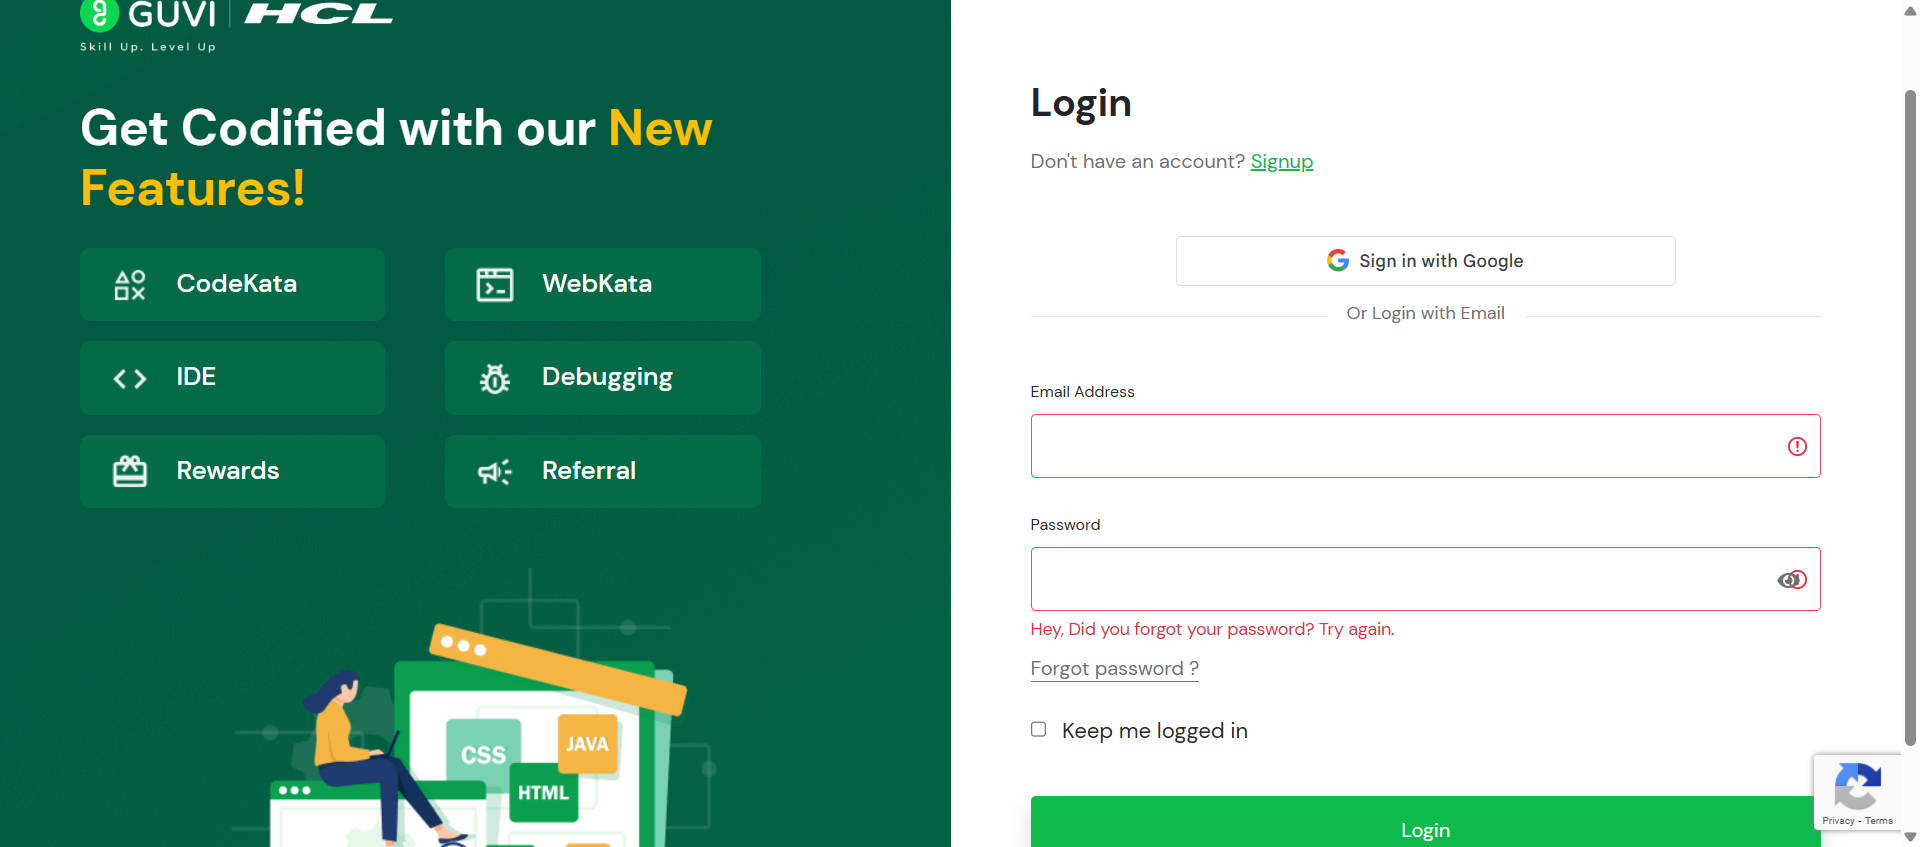 GUVI | HCL
Skill Up. Level Up
Get Codified with our New
Features!
CodeKata
WebKata
IDE
Debugging
Rewards
Referral
CSS
JAVA
HTML
Login
Don't have an account? Signup
Sign in with Google
Or Login with Email
Email Address
Password
Hey, Did you forgot your password? Try again.
Forgot password ?
Keep me logged in
Login
Privacy - Terms